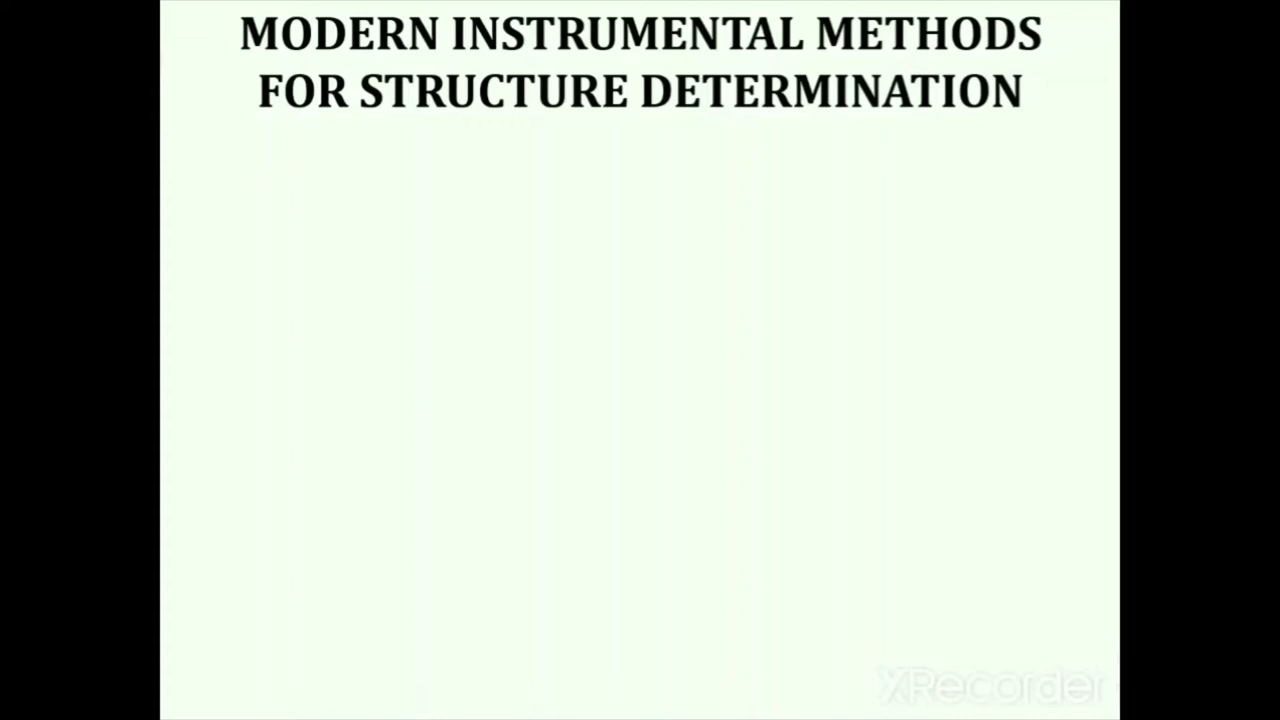 MODERN INSTRUMENTAL METHODS
FOR STRUCTURE DETERMINATION
XRecorder